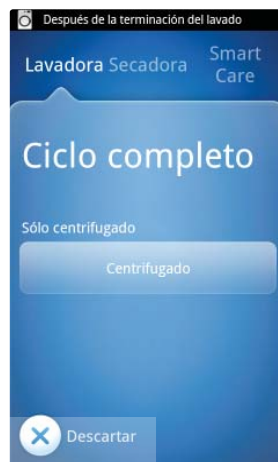 Después de la terminación del lavado
Lavadora Secadora Smart
Care
Ciclo completo
Sólo centrifugado
Centrifugado
Descartar